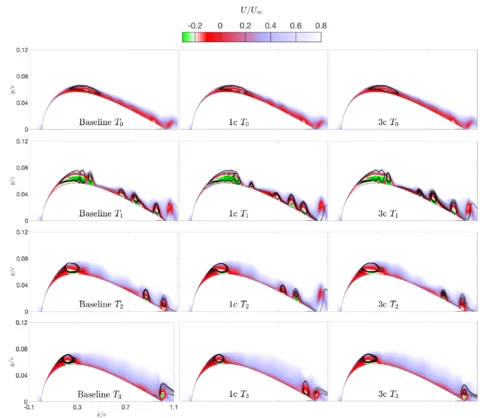 U/U∞
-0.2 0 0.2 0.4 0.6 0.8
0.12
0.08
y/c
0.04
0
Baseline T0
1c T0
3c T0
0.12
0.08
y/c
0.04
0
Baseline T1
1c T1
3c T1
0.12
0.08
y/c
0.04
0
Baseline T2
1c T2
3c T2
0.12
0.08
y/c
0.04
0
Baseline T3
1c T3
3c T3
-0.1 0.3 0.7 1.1
x/c